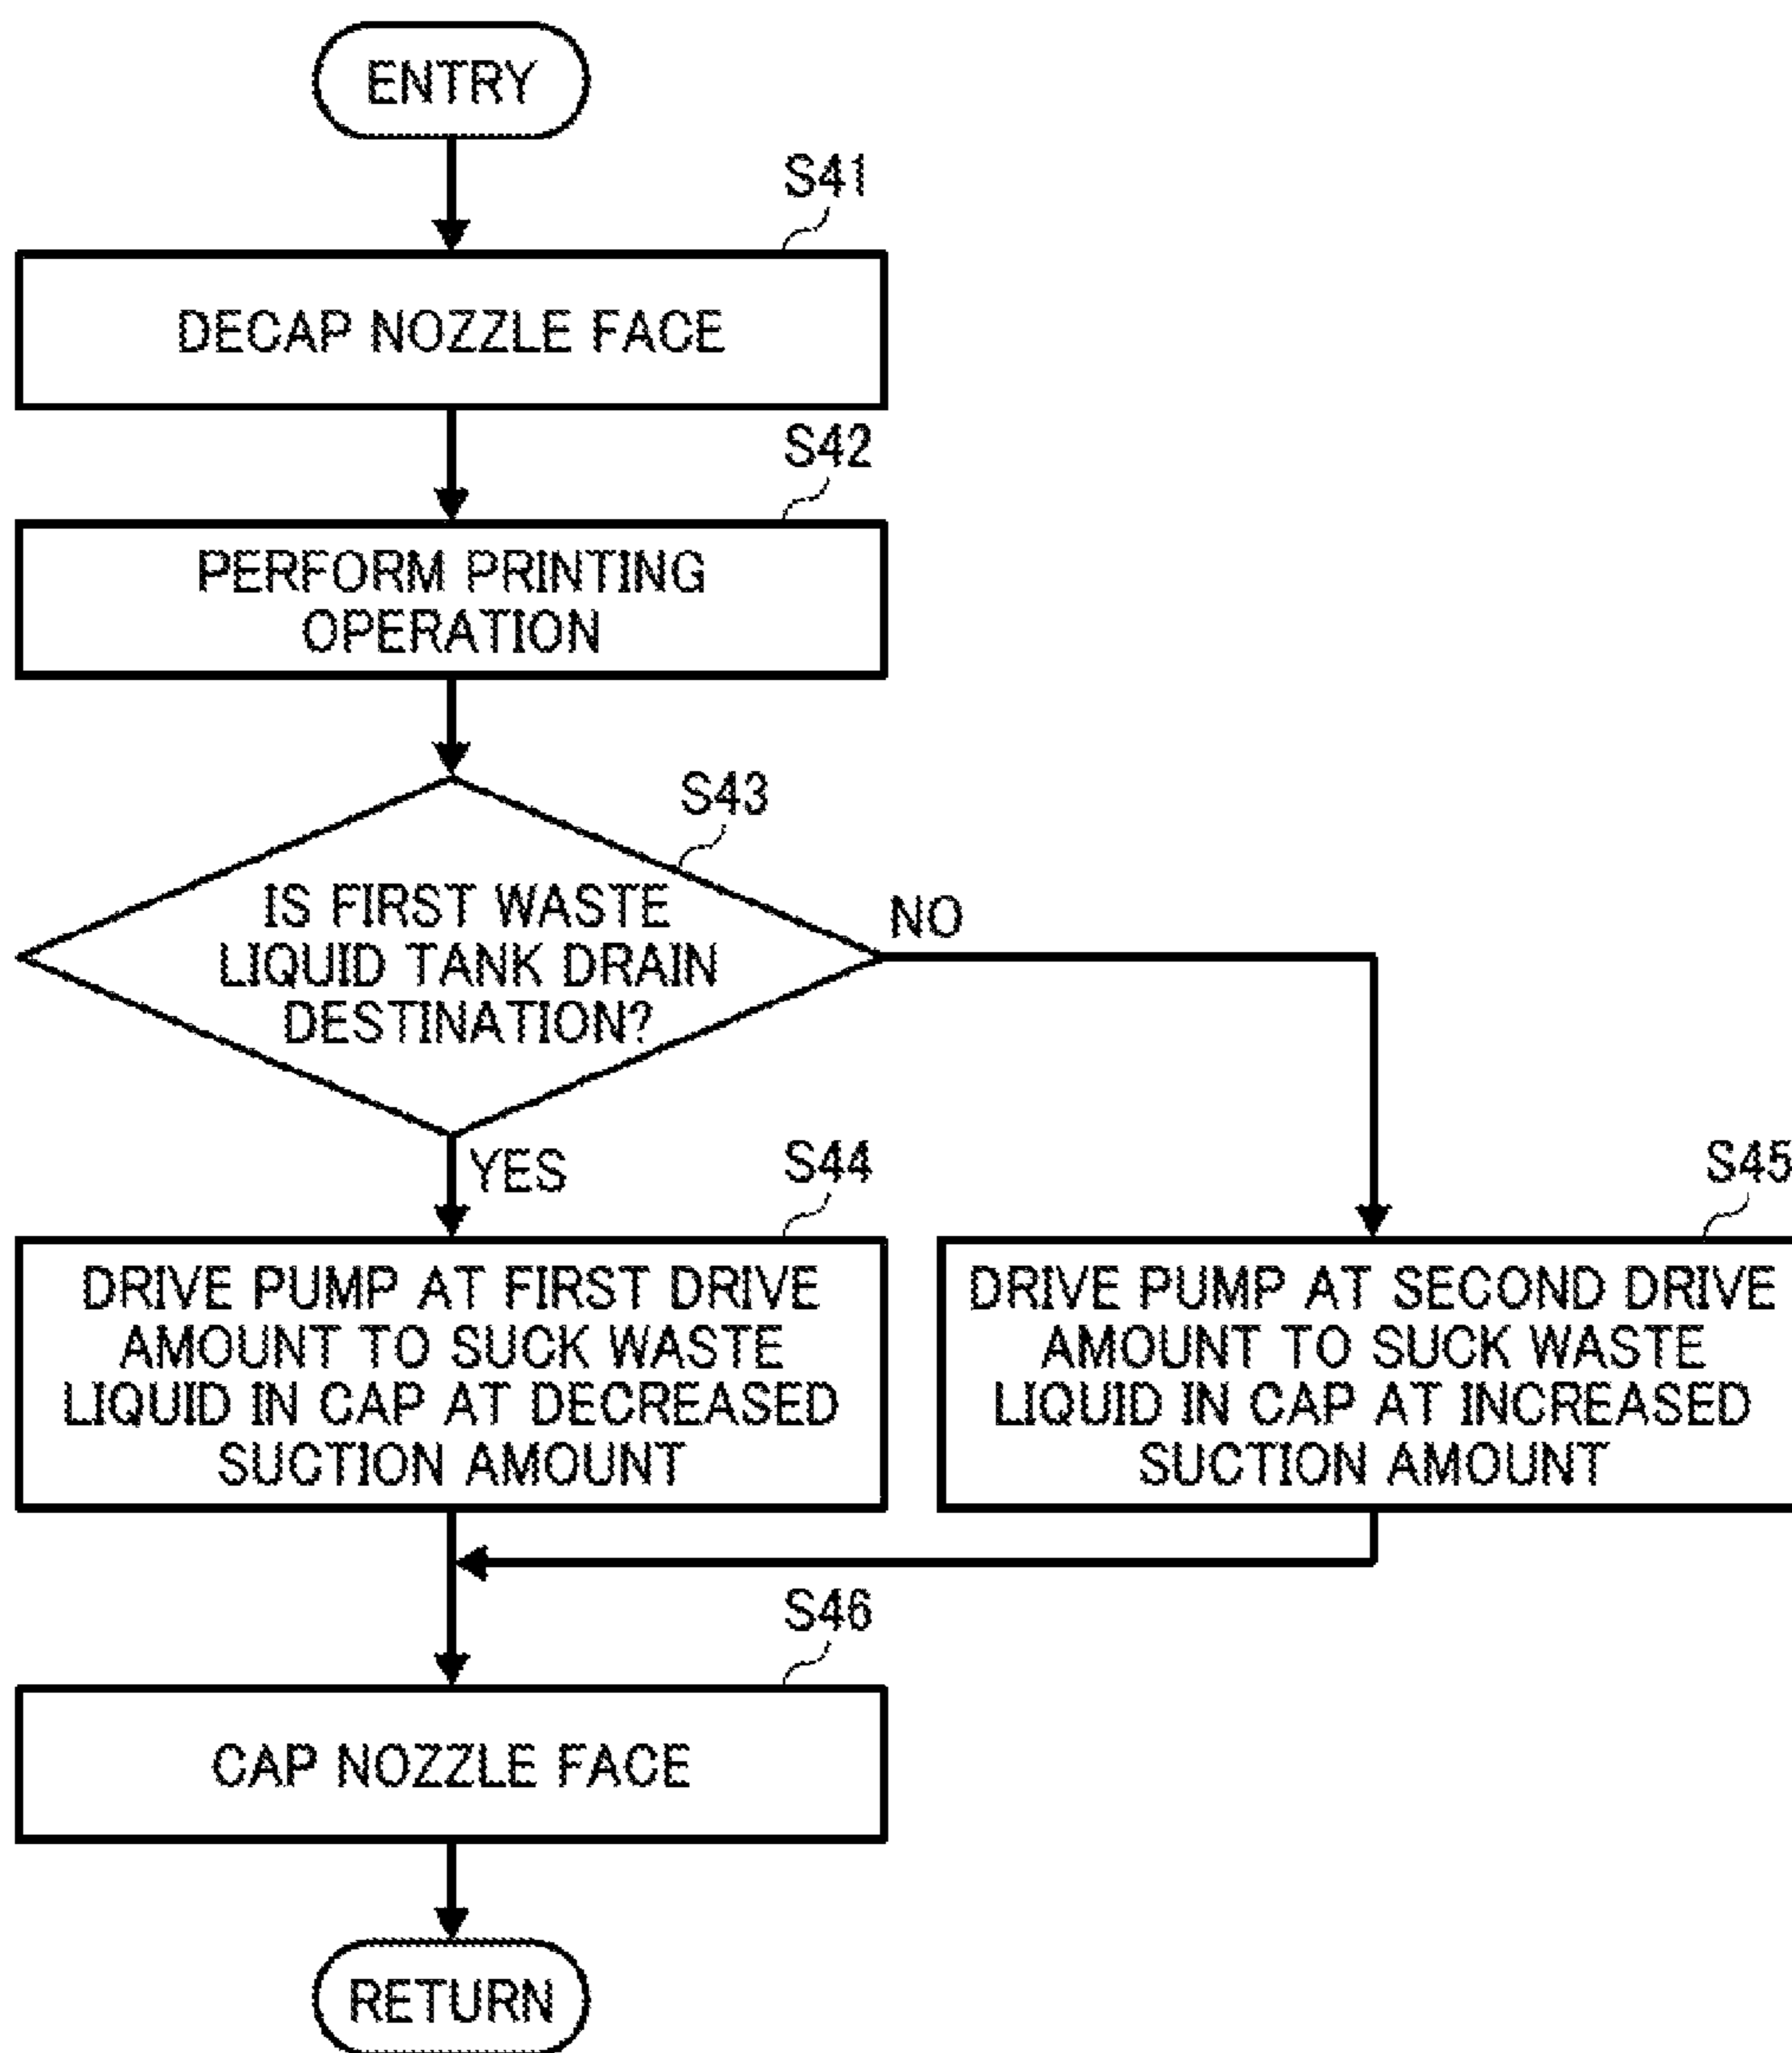 ENTRY
S41
DECAP NOZZLE FACE
S42
PERFORM PRINTING
OPERATION
S43
IS FIRST WASTE
LIQUID TANK DRAIN
DESTINATION?
NO
YES
S44
DRIVE PUMP AT FIRST DRIVE
AMOUNT TO SUCK WASTE
LIQUID IN CAP AT DECREASED
SUCTION AMOUNT
S45
DRIVE PUMP AT SECOND DRIVE
AMOUNT TO SUCK WASTE
LIQUID IN CAP AT INCREASED
SUCTION AMOUNT
S46
CAP NOZZLE FACE
RETURN